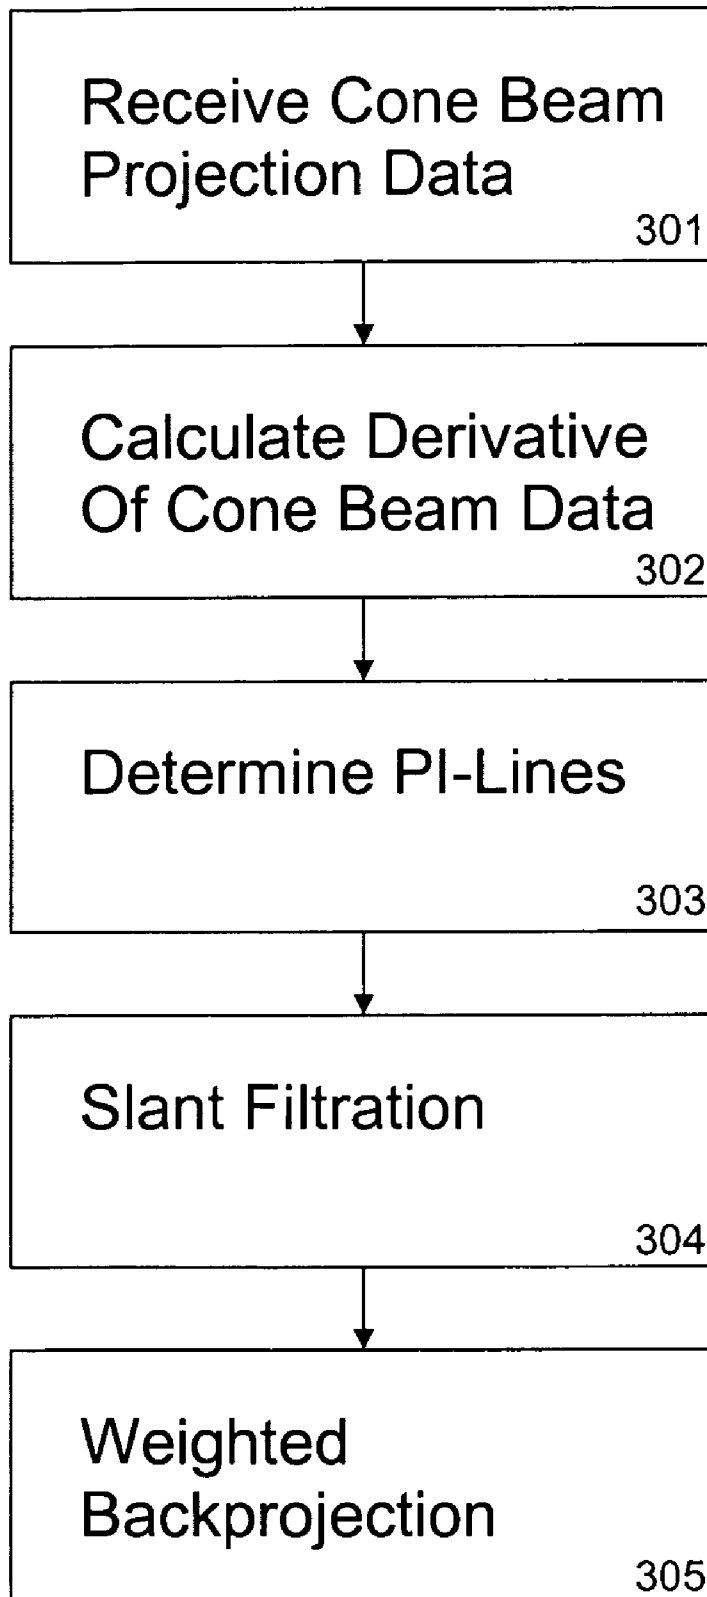 Receive Cone Beam
Projection Data
301
Calculate Derivative
Of Cone Beam Data
302
Determine PI-Lines
303
Slant Filtration
304
Weighted
Backprojection
305